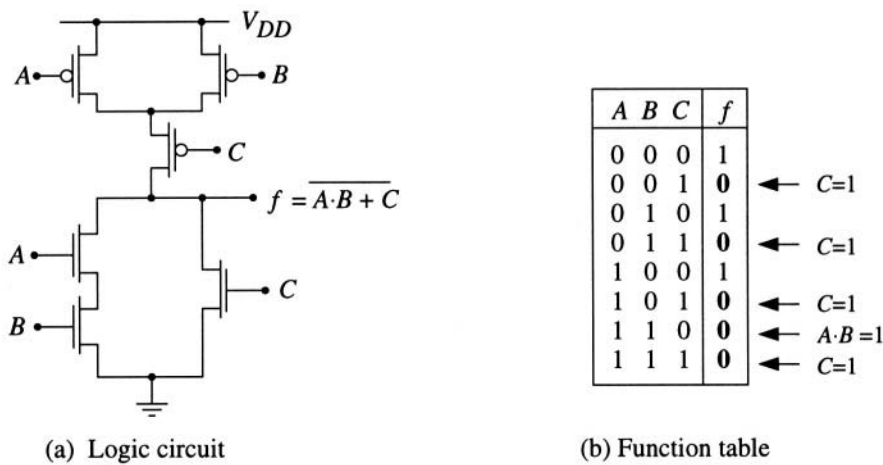 V_DD
A
B
C
f = \overline{A·B + C}
A
C
B
(a) Logic circuit
A B C f
0 0 0 1
0 0 1 0 C=1
0 1 0 1
0 1 1 0 C=1
1 0 0 1
1 0 1 0 C=1
1 1 0 0 A·B =1
1 1 1 0 C=1
(b) Function table